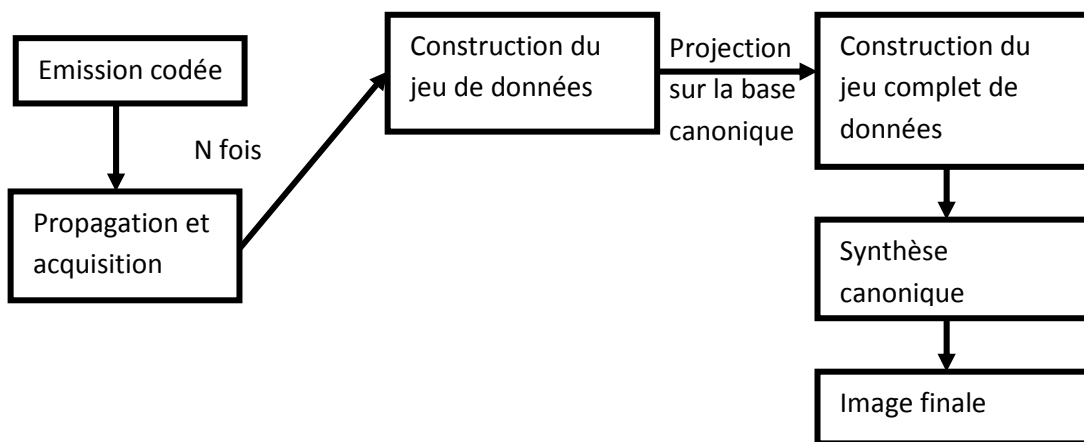 Emission codée
Propagation et
acquisition
N fois
Construction du
jeu de données
Projection
sur la base
canonique
Construction du
jeu complet de
données
Synthèse
canonique
Image finale